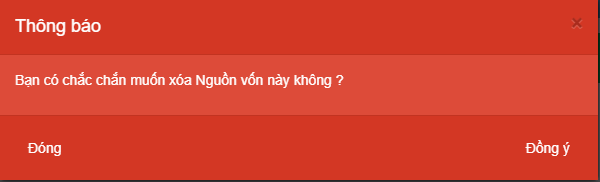 Thông báo
×
Bạn có chắc chắn muốn xóa Nguồn vốn này không ?
Đóng
Đồng ý